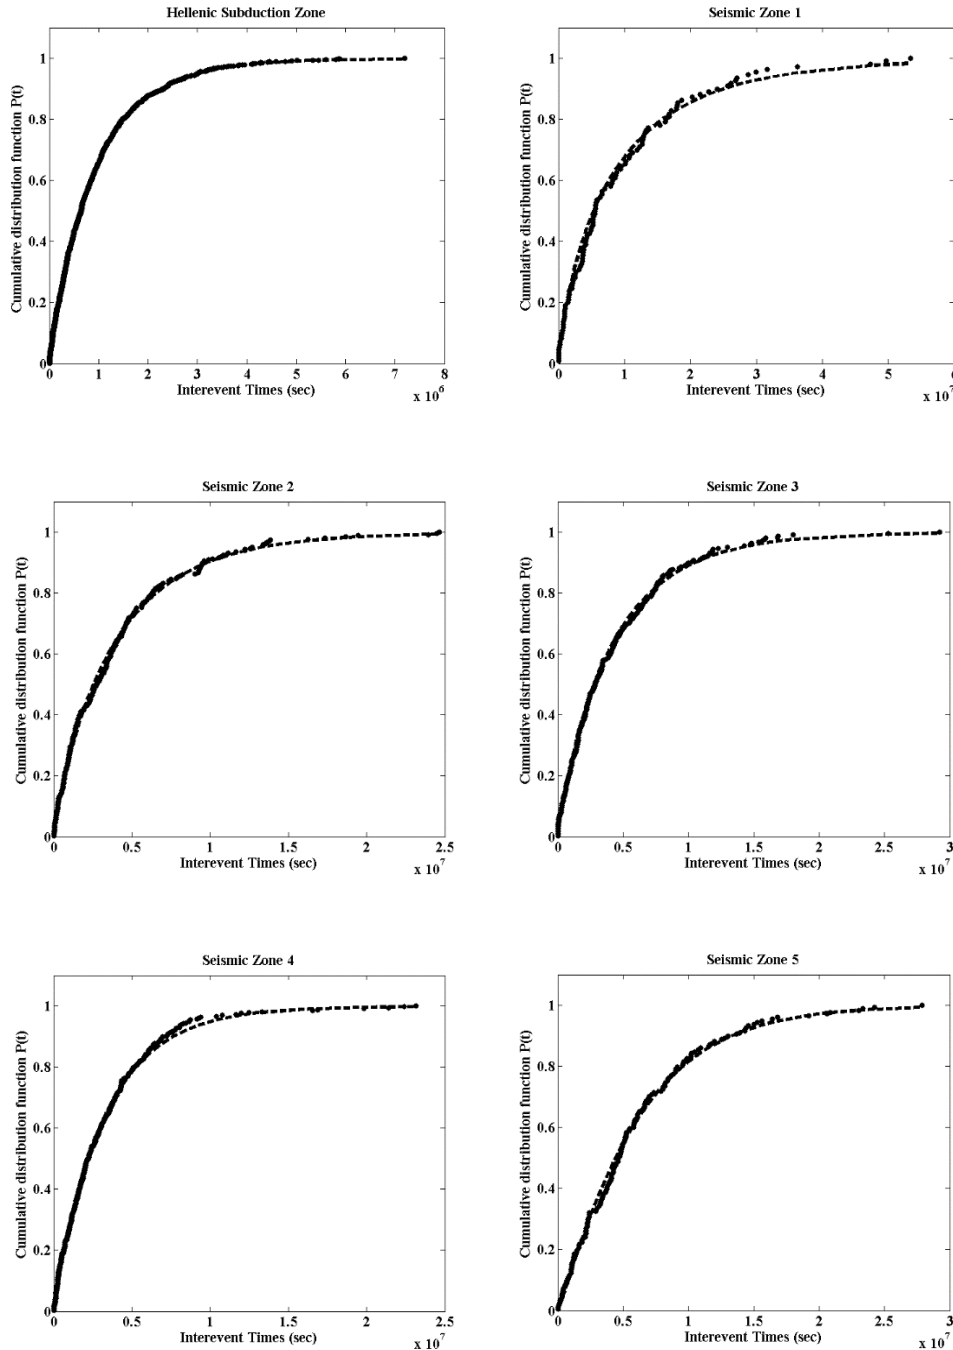 Hellenic Subduction Zone
Cumulative distribution function P(t)
1
0.8
0.6
0.4
0.2
0
0 1 2 3 4 5 6 7 8
Interevent Times (sec)
x 10^6
Seismic Zone 1
Cumulative distribution function P(t)
1
0.8
0.6
0.4
0.2
0
0 1 2 3 4 5 6
Interevent Times (sec)
x 10^7
Seismic Zone 2
Cumulative distribution function P(t)
1
0.8
0.6
0.4
0.2
0
0 0.5 1 1.5 2 2.5
Interevent Times (sec)
x 10^7
Seismic Zone 3
Cumulative distribution function P(t)
1
0.8
0.6
0.4
0.2
0
0 0.5 1 1.5 2 2.5 3
Interevent Times (sec)
x 10^7
Seismic Zone 4
Cumulative distribution function P(t)
1
0.8
0.6
0.4
0.2
0
0 0.5 1 1.5 2 2.5
Interevent Times (sec)
x 10^7
Seismic Zone 5
Cumulative distribution function P(t)
1
0.8
0.6
0.4
0.2
0
0 0.5 1 1.5 2 2.5 3
Interevent Times (sec)
x 10^7